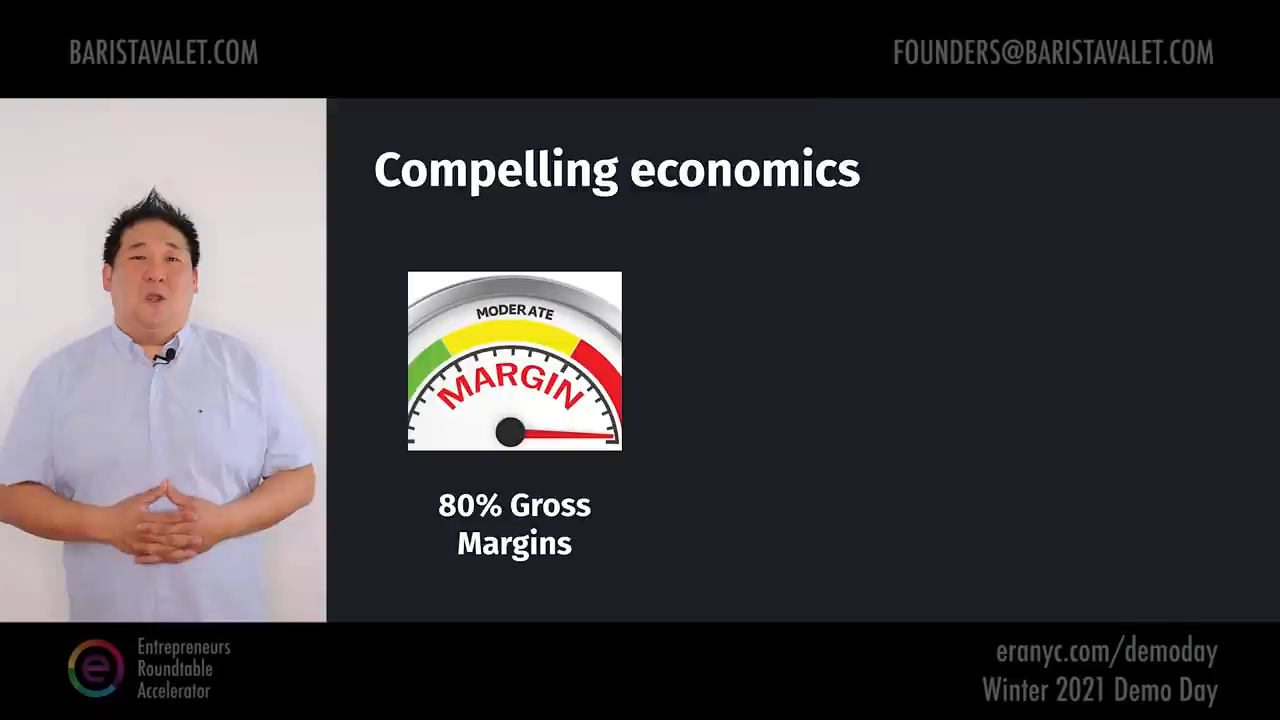 BARISTAVALET.COM
FOUNDERS@BARISTAVALET.COM
Compelling economics
MODERATE
MARGIN
80% Gross
Margins
Entrepreneurs
Roundtable
Accelerator
eranyc.com/demoday
Winter 2021 Demo Day